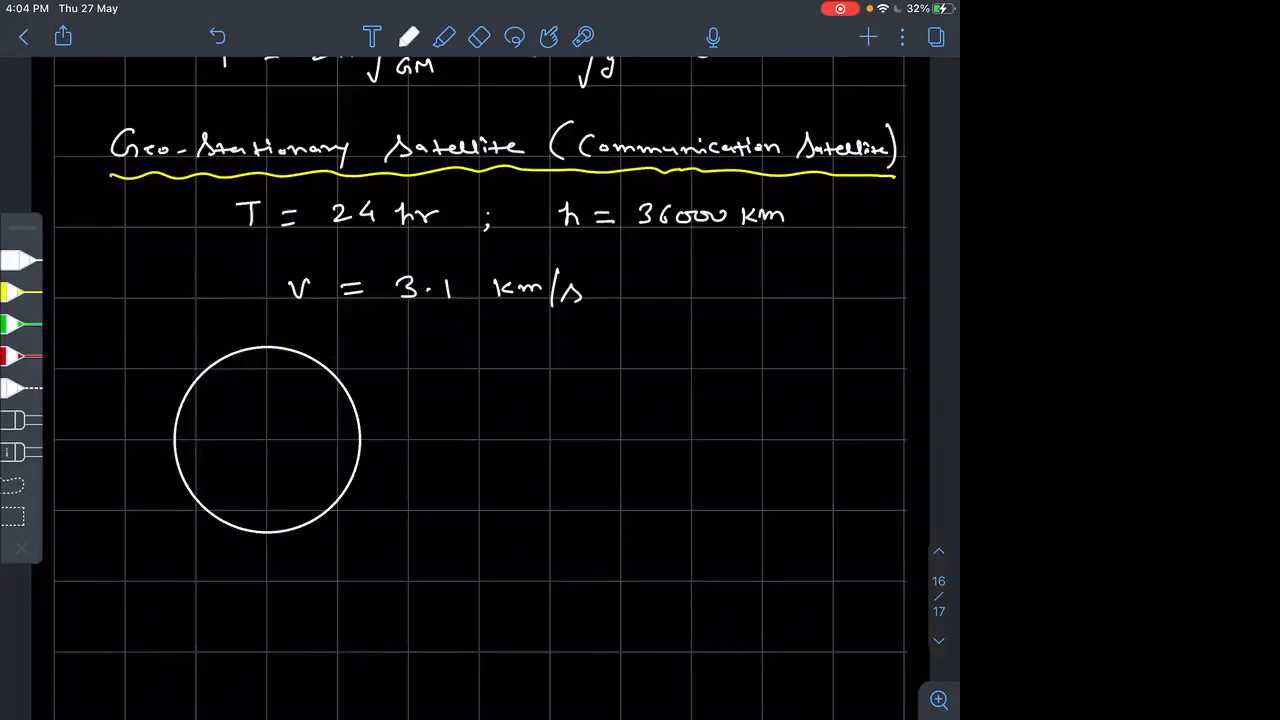 4:04 PM Thu 27 May 32%
GM
Geo-stationary satellite (Communication satellite)
T = 24 hr ; h = 36000 km
v = 3.1 km/s
16
/
17